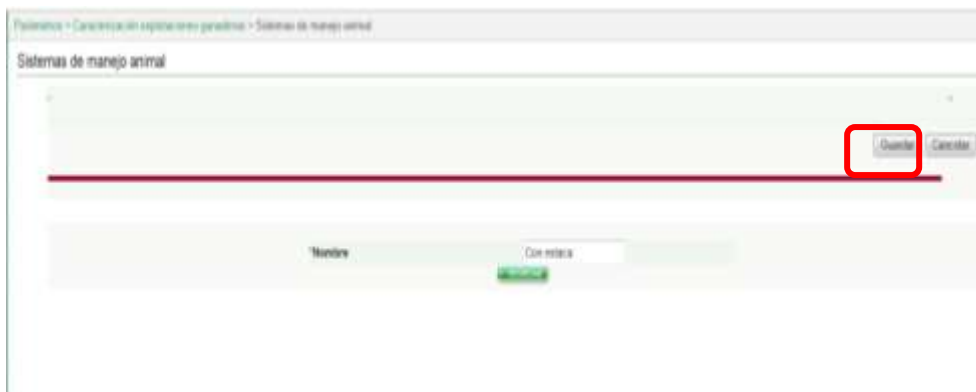 Parámetros > Caracterización explotaciones ganaderas > Sistemas de manejo animal
Sistemas de manejo animal
Guardar Cancelar
*Nombre Con estaca